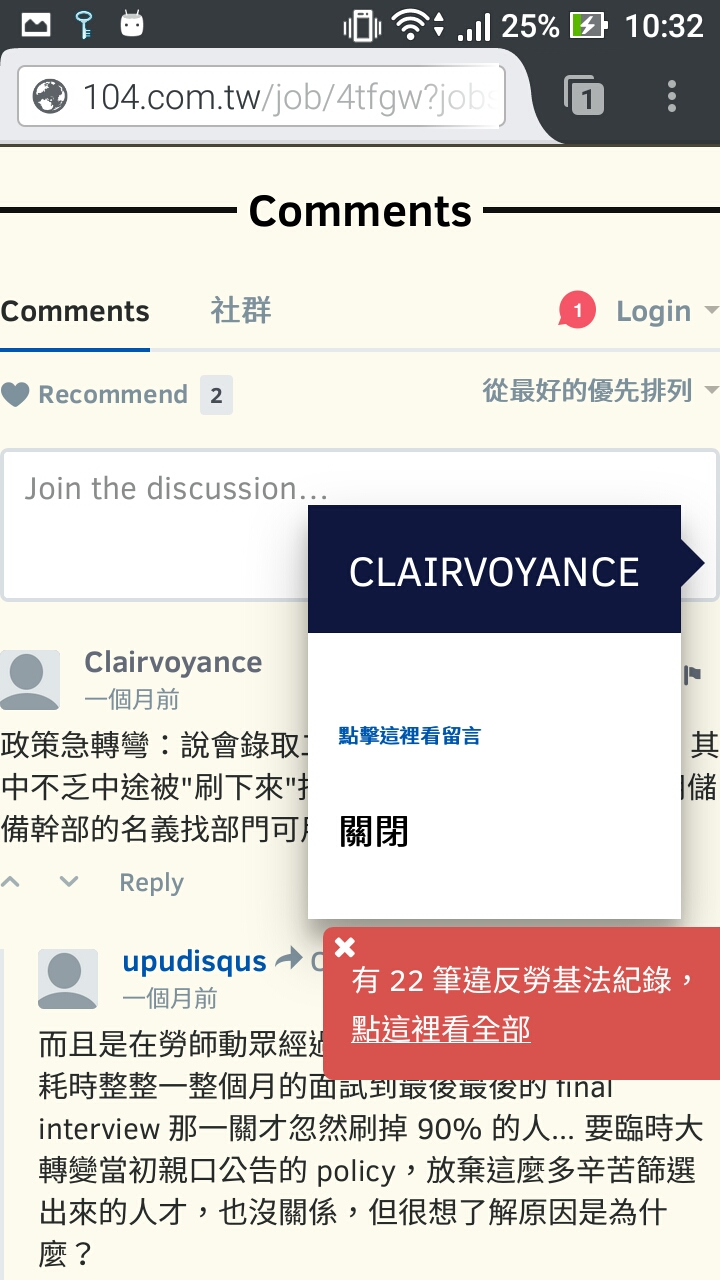 25% 10:32
104.com.tw/job/4tfgw?jobs
1
Comments
Comments 社群 1 Login
Recommend 2 從最好的優先排列
Join the discussion...
CLAIRVOYANCE
點擊這裡看留言
關閉
Clairvoyance
一個月前
政策急轉彎：說會錄取 其
中不乏中途被"刷下來" 儲
備幹部的名義找部門可
Reply
有 22 筆違反勞基法紀錄，
點這裡看全部
upudisqus
一個月前
而且是在勞師動眾經過
耗時整整一整個月的面試到最後最後的 final
interview 那一關才忽然刷掉 90% 的人... 要臨時大
轉變當初親口公告的 policy，放棄這麼多辛苦篩選
出來的人才，也沒關係，但很想了解原因是為什
麼？